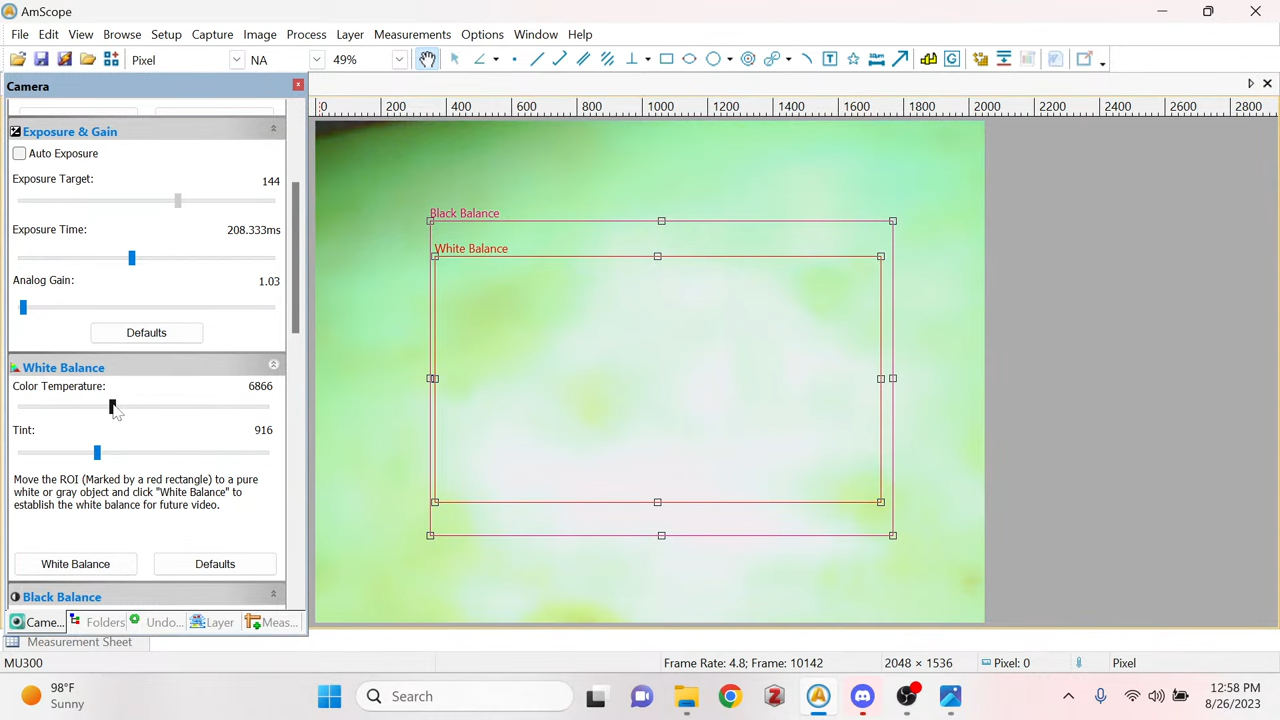 AmScope
File Edit View Browse Setup Capture Image Process Layer Measurements Options Window Help
Pixel NA 49%
Camera
0 200 400 600 800 1000 1200 1400 1600 1800 2000 2200 2400 2600 2800
Exposure & Gain
Auto Exposure
Exposure Target: 144
Exposure Time: 208.333ms
Analog Gain: 1.03
Defaults
White Balance
Color Temperature: 6866
Tint: 916
Move the ROI (Marked by a red rectangle) to a pure
white or gray object and click "White Balance" to
establish the white balance for future video.
White Balance Defaults
Black Balance
Black Balance
White Balance
Came... Folders Undo... Layer Meas...
Measurement Sheet
MU300 Frame Rate: 4.8; Frame: 10142 2048 × 1536 Pixel: 0 Pixel
98°F
Sunny
Search
12:58 PM
8/26/2023